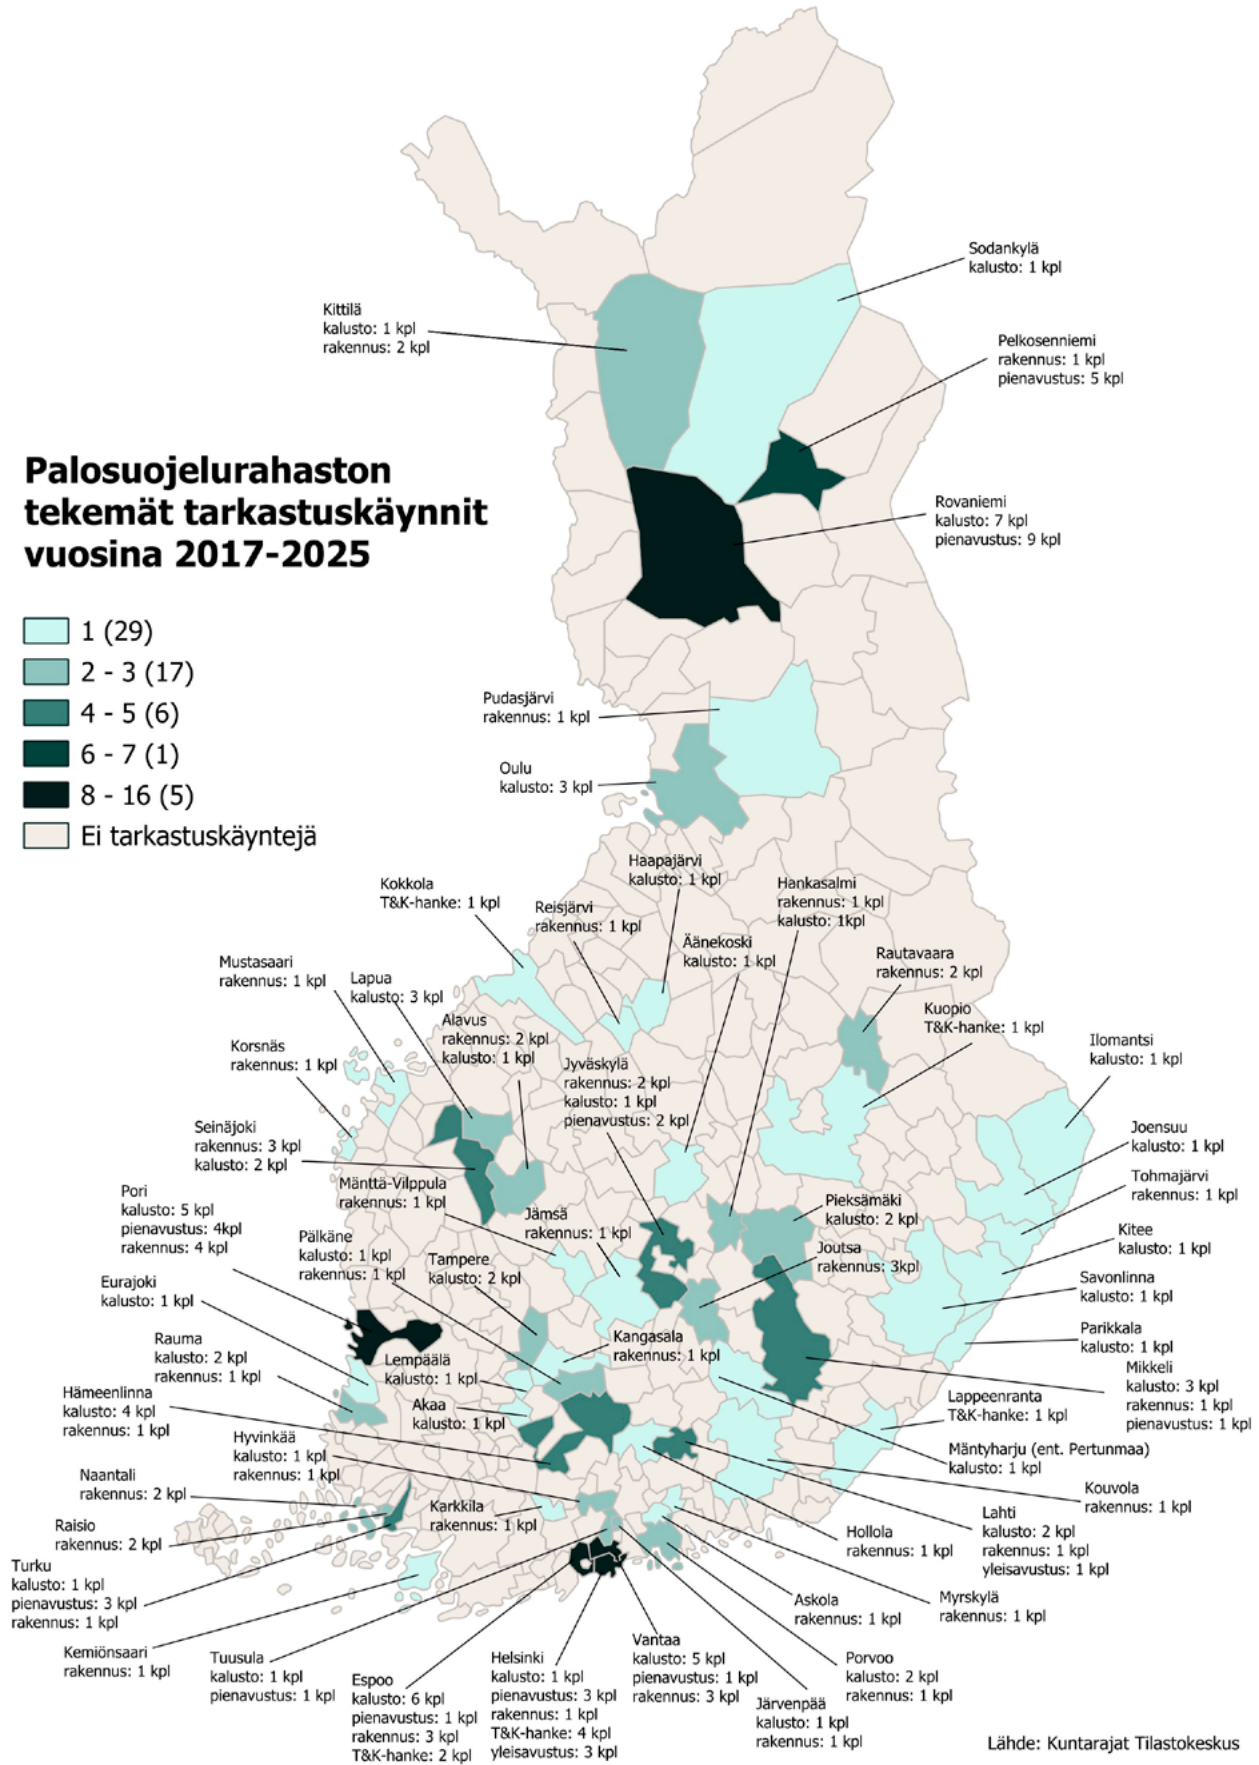 Sodankylä
kalusto: 1 kpl
Kittilä
kalusto: 1 kpl
rakennus: 2 kpl
Pelkosenniemi
rakennus: 1 kpl
pienavustus: 5 kpl
Palosuojelurahaston
tekemät tarkastuskäynnit
vuosina 2017-2025
1 (29)
2 - 3 (17)
4 - 5 (6)
6 - 7 (1)
8 - 16 (5)
Ei tarkastuskäyntejä
Rovaniemi
kalusto: 7 kpl
pienavustus: 9 kpl
Pudasjärvi
rakennus: 1 kpl
Oulu
kalusto: 3 kpl
Haapajärvi
kalusto: 1 kpl
Kokkola
T&K-hanke: 1 kpl
Reisjärvi
rakennus: 1 kpl
Hankasalmi
rakennus: 1 kpl
kalusto: 1kpl
Äänekoski
kalusto: 1 kpl
Rautavaara
rakennus: 2 kpl
Mustasaari
rakennus: 1 kpl
Lapua
kalusto: 3 kpl
Alavus
rakennus: 2 kpl
kalusto: 1 kpl
Kuopio
T&K-hanke: 1 kpl
Korsnäs
rakennus: 1 kpl
Jyväskylä
rakennus: 2 kpl
kalusto: 1 kpl
pienavustus: 2 kpl
Ilomantsi
kalusto: 1 kpl
Seinäjoki
rakennus: 3 kpl
kalusto: 2 kpl
Joensuu
kalusto: 1 kpl
Mänttä-Vilppula
rakennus: 1 kpl
Tohmajärvi
rakennus: 1 kpl
Pori
kalusto: 5 kpl
pienavustus: 4kpl
rakennus: 4 kpl
Jämsä
rakennus: 1 kpl
Pieksämäki
kalusto: 2 kpl
Pälkäne
kalusto: 1 kpl
rakennus: 1 kpl
Tampere
kalusto: 2 kpl
Joutsa
rakennus: 3kpl
Kitee
kalusto: 1 kpl
Eurajoki
kalusto: 1 kpl
Savonlinna
kalusto: 1 kpl
Rauma
kalusto: 2 kpl
rakennus: 1 kpl
Kangasala
rakennus: 1 kpl
Parikkala
kalusto: 1 kpl
Lempäälä
kalusto: 1 kpl
Mikkeli
kalusto: 3 kpl
rakennus: 1 kpl
pienavustus: 1 kpl
Hämeenlinna
kalusto: 4 kpl
rakennus: 1 kpl
Akaa
kalusto: 1 kpl
Lappeenranta
T&K-hanke: 1 kpl
Hyvinkää
kalusto: 1 kpl
rakennus: 1 kpl
Mäntyharju (ent. Pertunmaa)
kalusto: 1 kpl
Naantali
rakennus: 2 kpl
Kouvola
rakennus: 1 kpl
Karkkila
rakennus: 1 kpl
Lahti
kalusto: 2 kpl
rakennus: 1 kpl
yleisavustus: 1 kpl
Raisio
rakennus: 2 kpl
Hollola
rakennus: 1 kpl
Turku
kalusto: 1 kpl
pienavustus: 3 kpl
rakennus: 1 kpl
Askola
rakennus: 1 kpl
Myrskylä
rakennus: 1 kpl
Kemiönsaari
rakennus: 1 kpl
Tuusula
kalusto: 1 kpl
pienavustus: 1 kpl
Espoo
kalusto: 6 kpl
pienavustus: 1 kpl
rakennus: 3 kpl
T&K-hanke: 2 kpl
Helsinki
kalusto: 1 kpl
pienavustus: 3 kpl
rakennus: 1 kpl
T&K-hanke: 4 kpl
yleisavustus: 3 kpl
Vantaa
kalusto: 5 kpl
pienavustus: 1 kpl
rakennus: 3 kpl
Järvenpää
kalusto: 1 kpl
rakennus: 1 kpl
Porvoo
kalusto: 2 kpl
rakennus: 1 kpl
Lähde: Kuntarajat Tilastokeskus